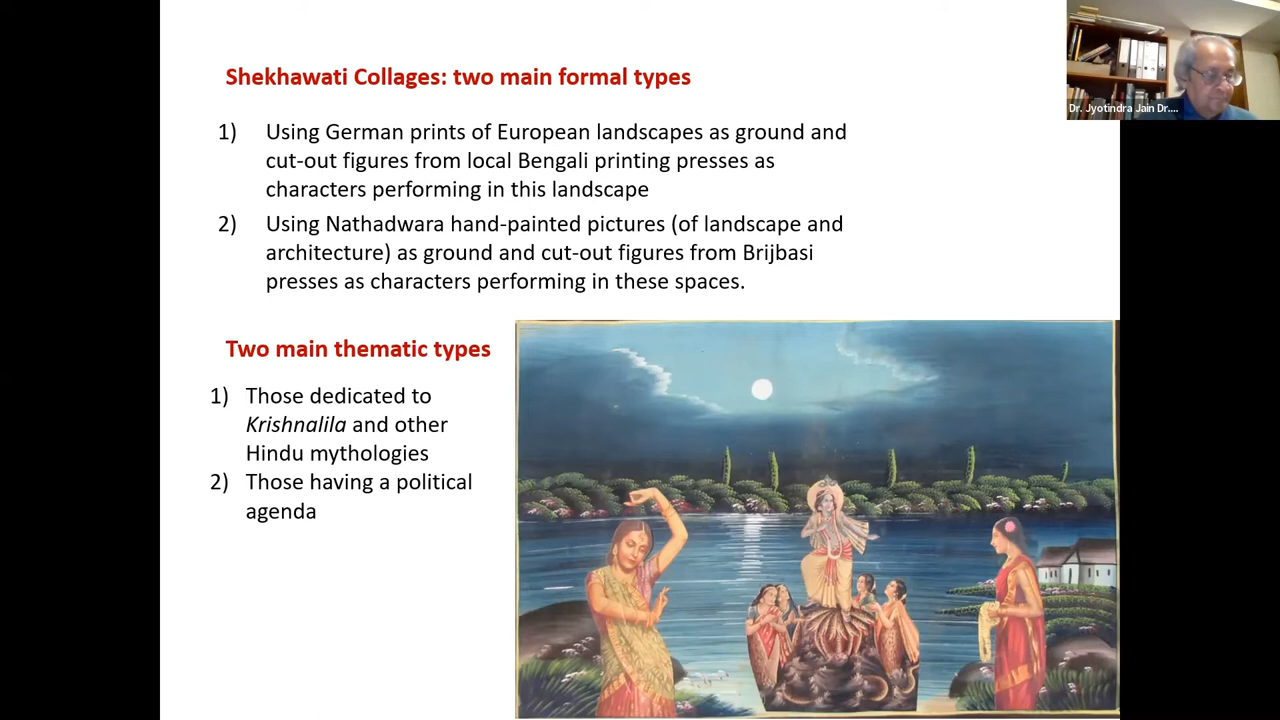 Shekhawati Collages: two main formal types
1) Using German prints of European landscapes as ground and
cut-out figures from local Bengali printing presses as
characters performing in this landscape
2) Using Nathadwara hand-painted pictures (of landscape and
architecture) as ground and cut-out figures from Brijbasi
presses as characters performing in these spaces.
Two main thematic types
1) Those dedicated to
Krishnalila and other
Hindu mythologies
2) Those having a political
agenda
Dr. Jyotindra Jain Dr....